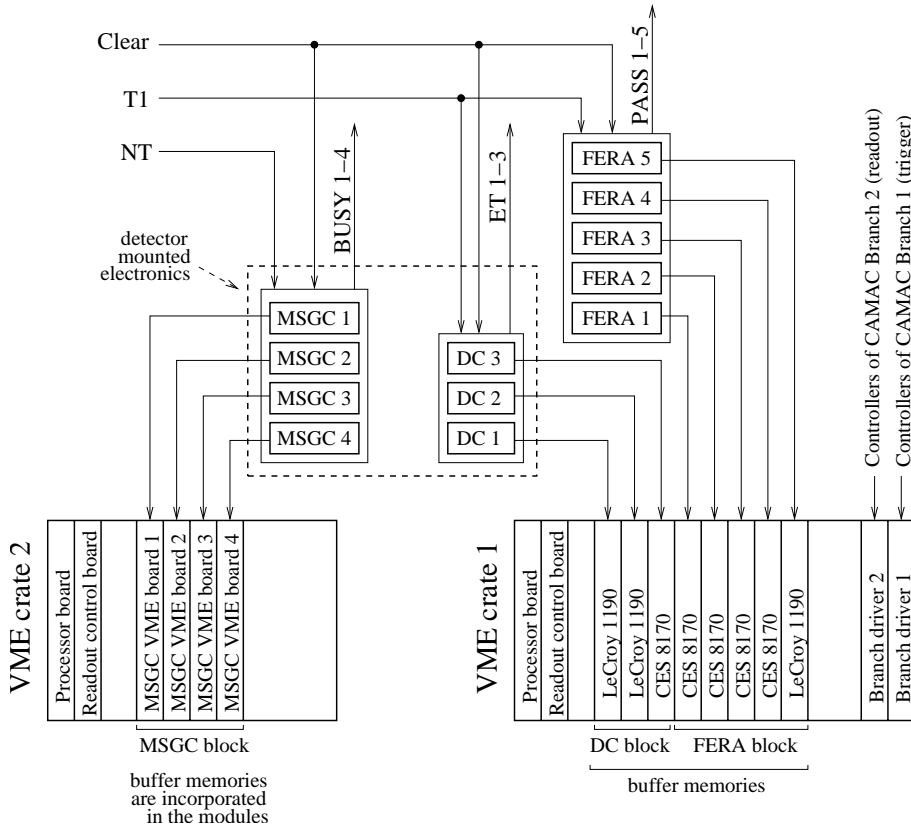 Clear
T1
NT
PASS 1–5
BUSY 1–4
ET 1–3
detector
mounted
electronics
FERA 5
FERA 4
FERA 3
FERA 2
FERA 1
MSGC 1
MSGC 2
MSGC 3
MSGC 4
DC 3
DC 2
DC 1
Controllers of CAMAC Branch 2 (readout)
Controllers of CAMAC Branch 1 (trigger)
VME crate 2
Processor board
Readout control board
MSGC VME board 1
MSGC VME board 2
MSGC VME board 3
MSGC VME board 4
MSGC block
buffer memories
are incorporated
in the modules
VME crate 1
Processor board
Readout control board
LeCroy 1190
LeCroy 1190
CES 8170
CES 8170
CES 8170
CES 8170
CES 8170
LeCroy 1190
Branch driver 2
Branch driver 1
DC block
FERA block
buffer memories